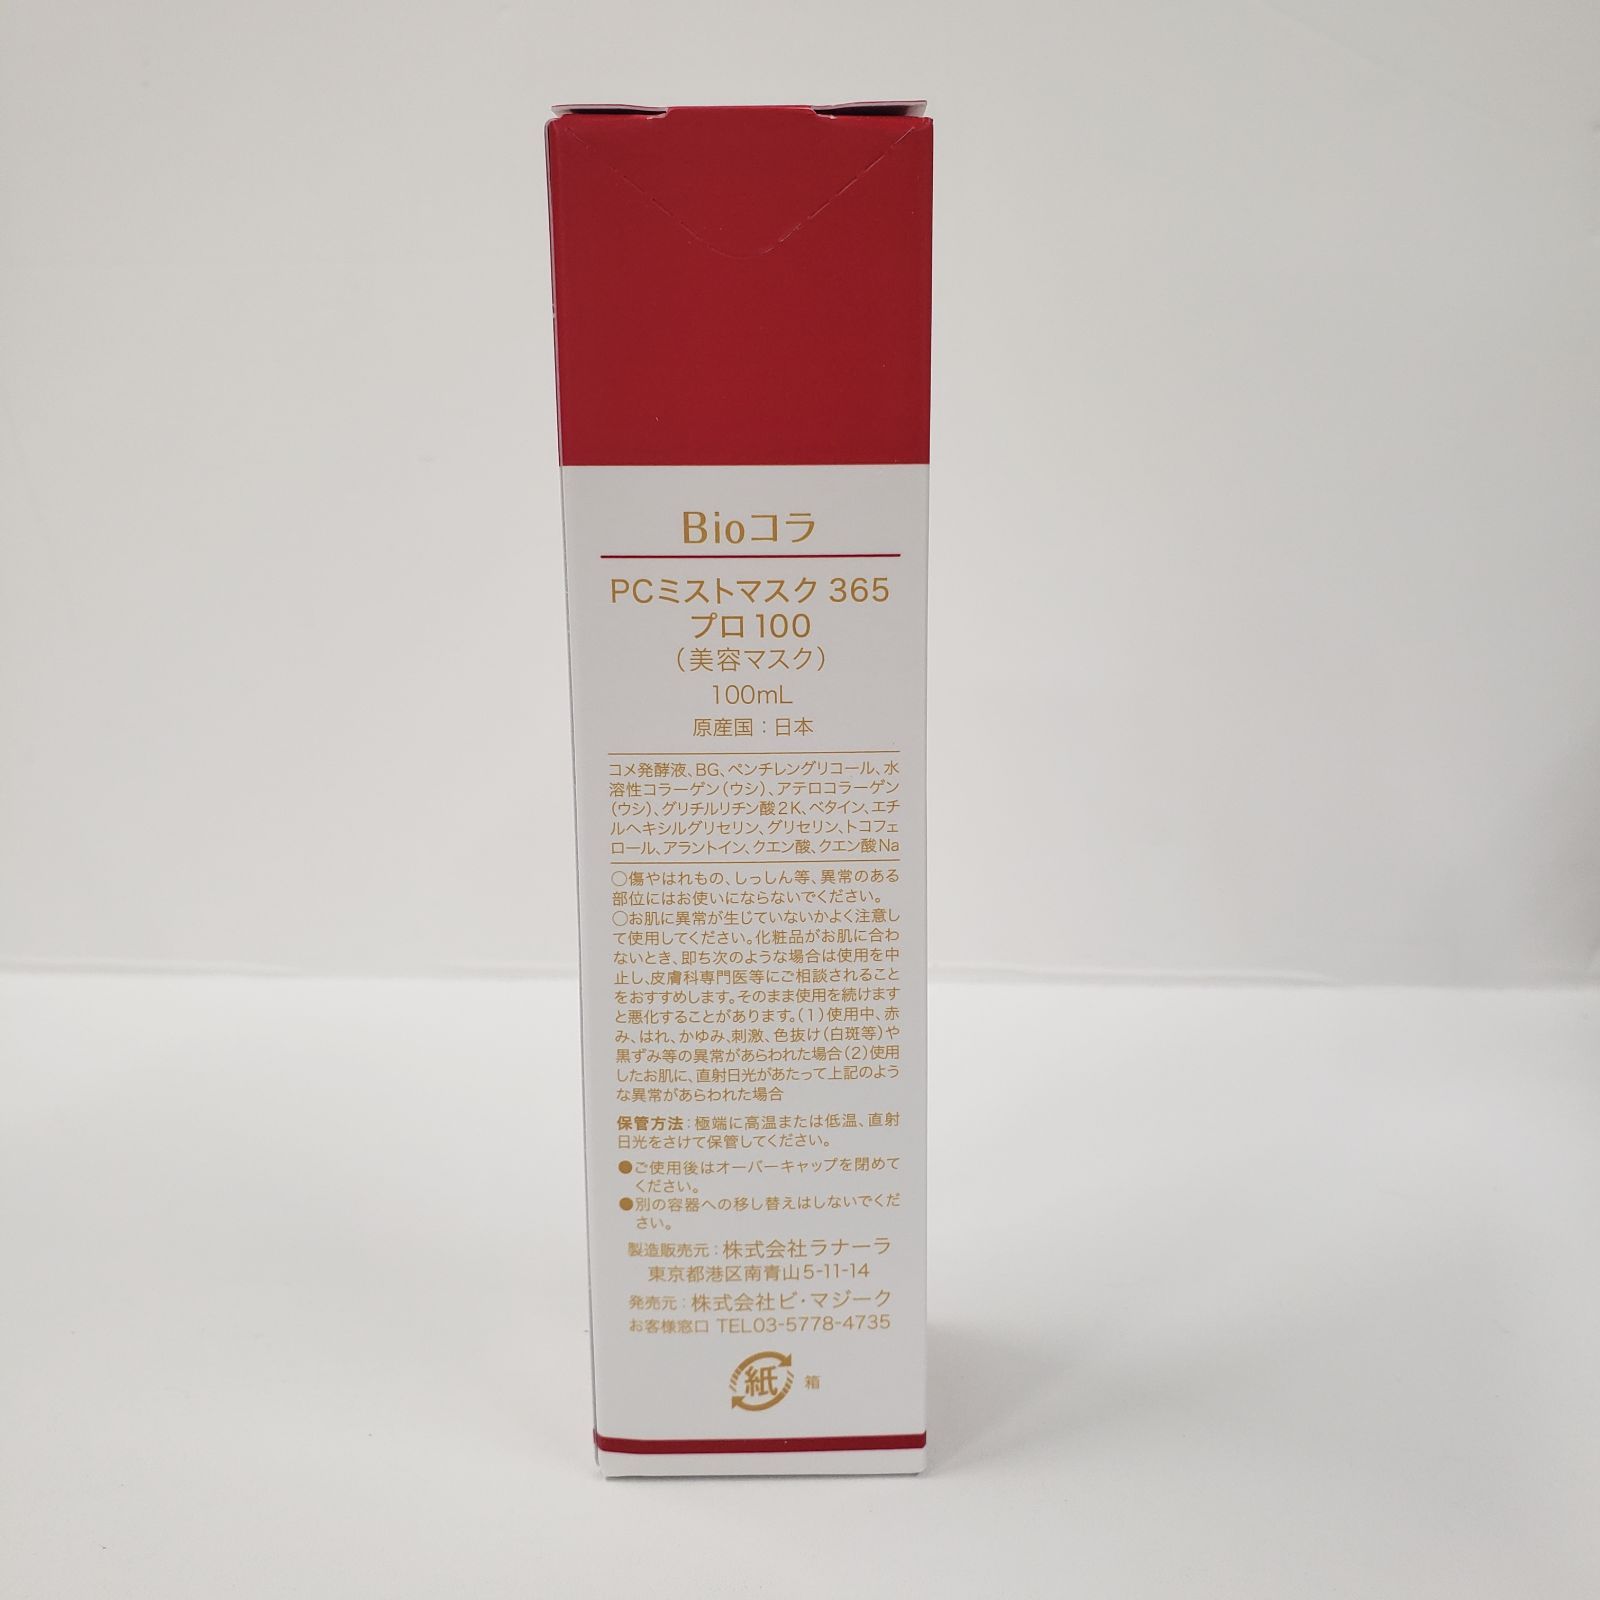 Bioコラ
PCミストマスク 365
プロ100
(美容マスク)
100mL
原産国：日本
コメ発酵液、BG、ペンチレングリコール、水
溶性コラーゲン(ウシ)、アテロコラーゲン
(ウシ)、グリチルリチン酸2K、ベタイン、エチ
ルヘキシルグリセリン、グリセリン、トコフェ
ロール、アラントイン、クエン酸、クエン酸Na
○傷やはれもの、しっしん等、異常のある
部位にはお使いにならないでください。
○お肌に異常が生じていないかよく注意し
て使用してください。化粧品がお肌に合わ
ないとき、即ち次のような場合は使用を中
止し、皮膚科専門医等にご相談されること
をおすすめします。そのまま使用を続けます
と悪化することがあります。(1)使用中、赤
み、はれ、かゆみ、刺激、色抜け(白斑等)や
黒ずみ等の異常があらわれた場合(2)使用
したお肌に、直射日光があたって上記のよう
な異常があらわれた場合
保管方法：極端に高温または低温、直射
日光をさけて保管してください。
●ご使用後はオーバーキャップを閉めて
ください。
●別の容器への移し替えはしないでくだ
さい。
製造販売元：株式会社ラナーラ
東京都港区南青山5-11-14
発売元：株式会社ビ・マジーク
お客様窓口 TEL03-5778-4735
紙 箱